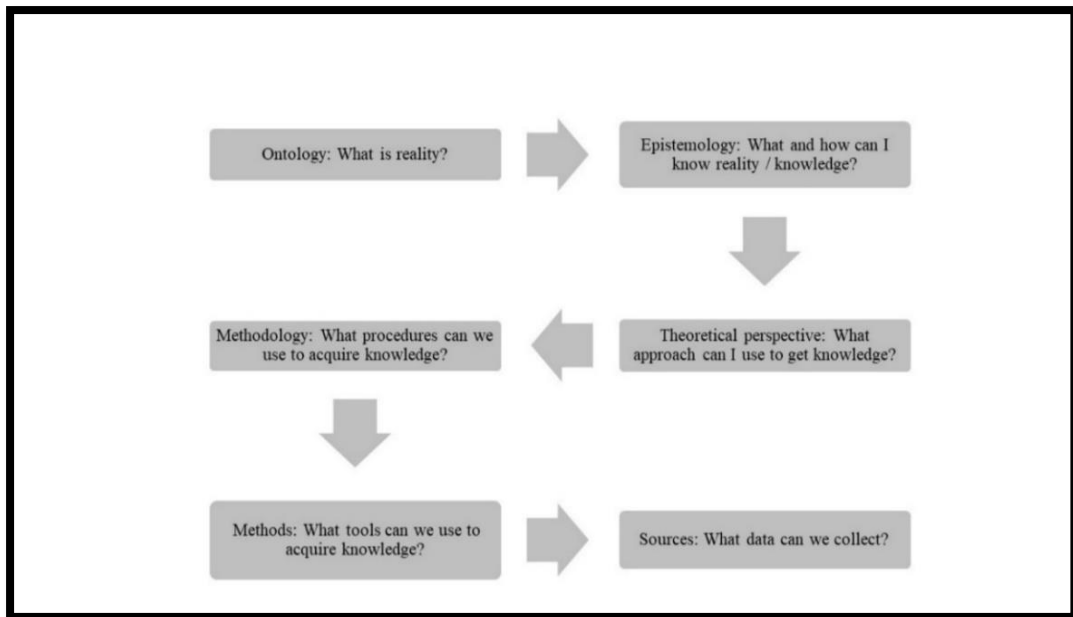 Ontology: What is reality?
Epistemology: What and how can I
know reality / knowledge?
Theoretical perspective: What
approach can I use to get knowledge?
Methodology: What procedures can we
use to acquire knowledge?
Methods: What tools can we use to
acquire knowledge?
Sources: What data can we collect?